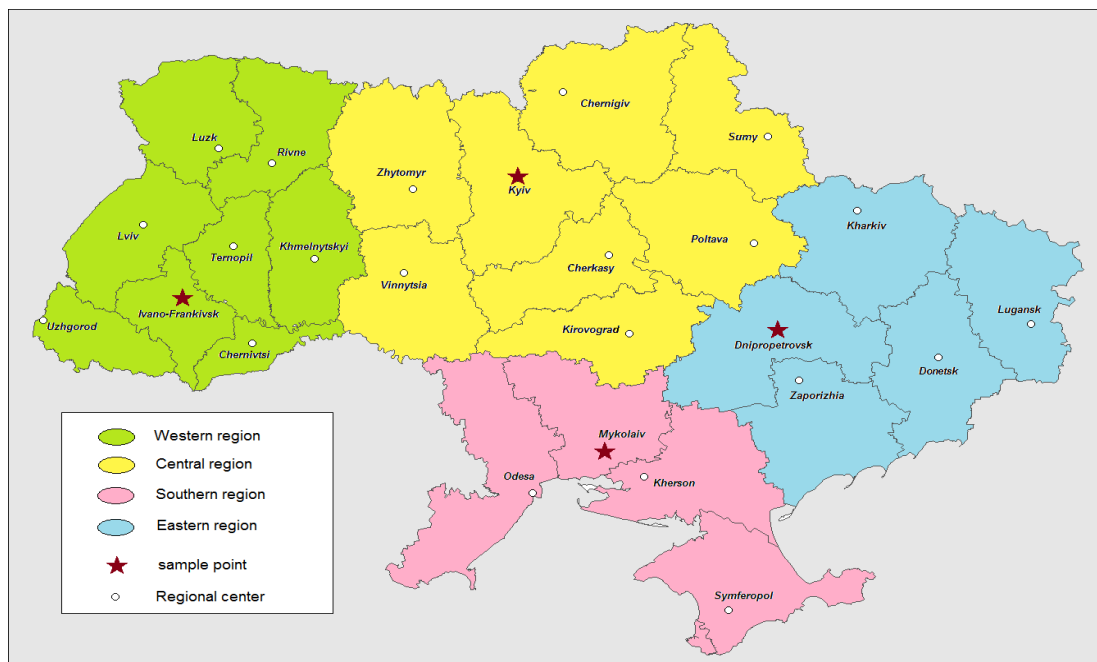 Chernigiv
Luzk
Sumy
Rivne
Zhytomyr
Kyiv
Kharkiv
Lviv
Khmelnytskyi
Poltava
Ternopil
Cherkasy
Vinnytsia
Ivano-Frankivsk
Lugansk
Uzhgorod
Kirovograd
Dnipropetrovsk
Chernivtsi
Donetsk
Zaporizhia
Mykolaiv
Odesa
Kherson
Symferopol
Western region
Central region
Southern region
Eastern region
sample point
Regional center